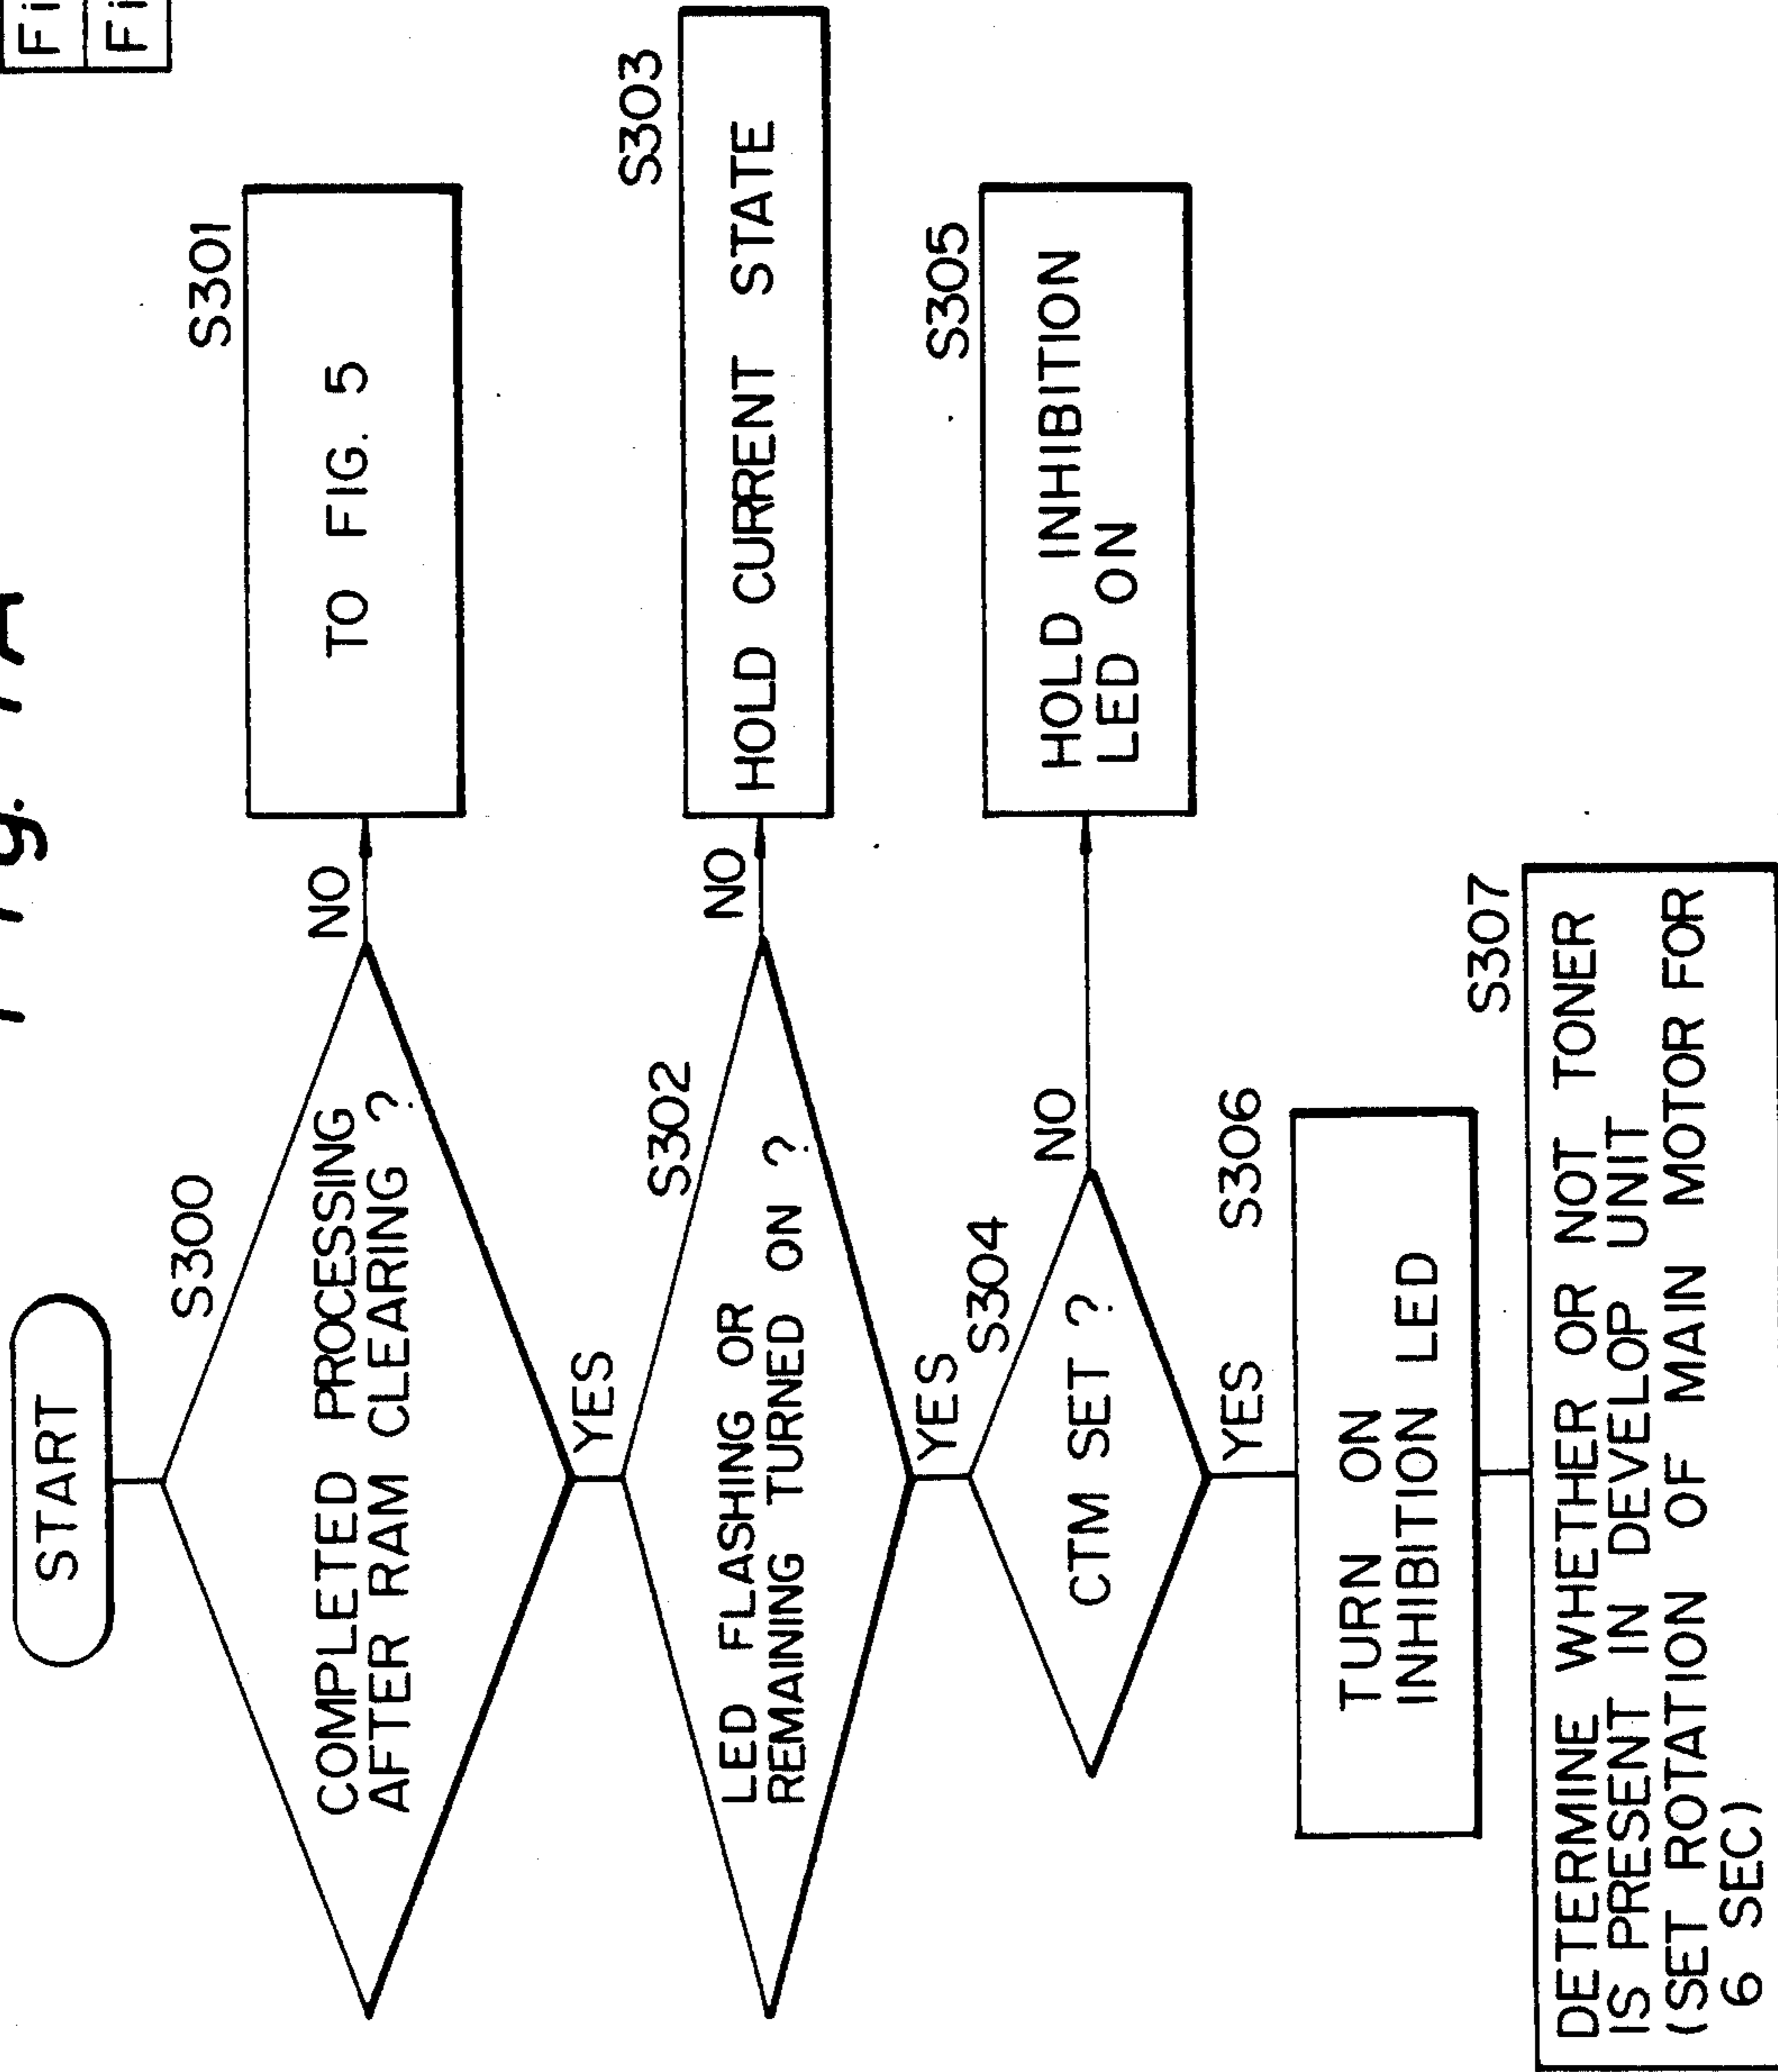 START
S300
COMPLETED PROCESSING
AFTER RAM CLEARING ?
NO
S301
TO FIG. 5
YES
S302
LED FLASHING OR
REMAINING TURNED ON ?
NO
S303
HOLD CURRENT STATE
YES
S304
CTM SET ?
NO
S305
HOLD INHIBITION
LED ON
YES
S306
TURN ON
INHIBITION LED
S307
DETERMINE WHETHER OR NOT TONER
IS PRESENT IN DEVELOP UNIT
(SET ROTATION OF MAIN MOTOR FOR
6 SEC)